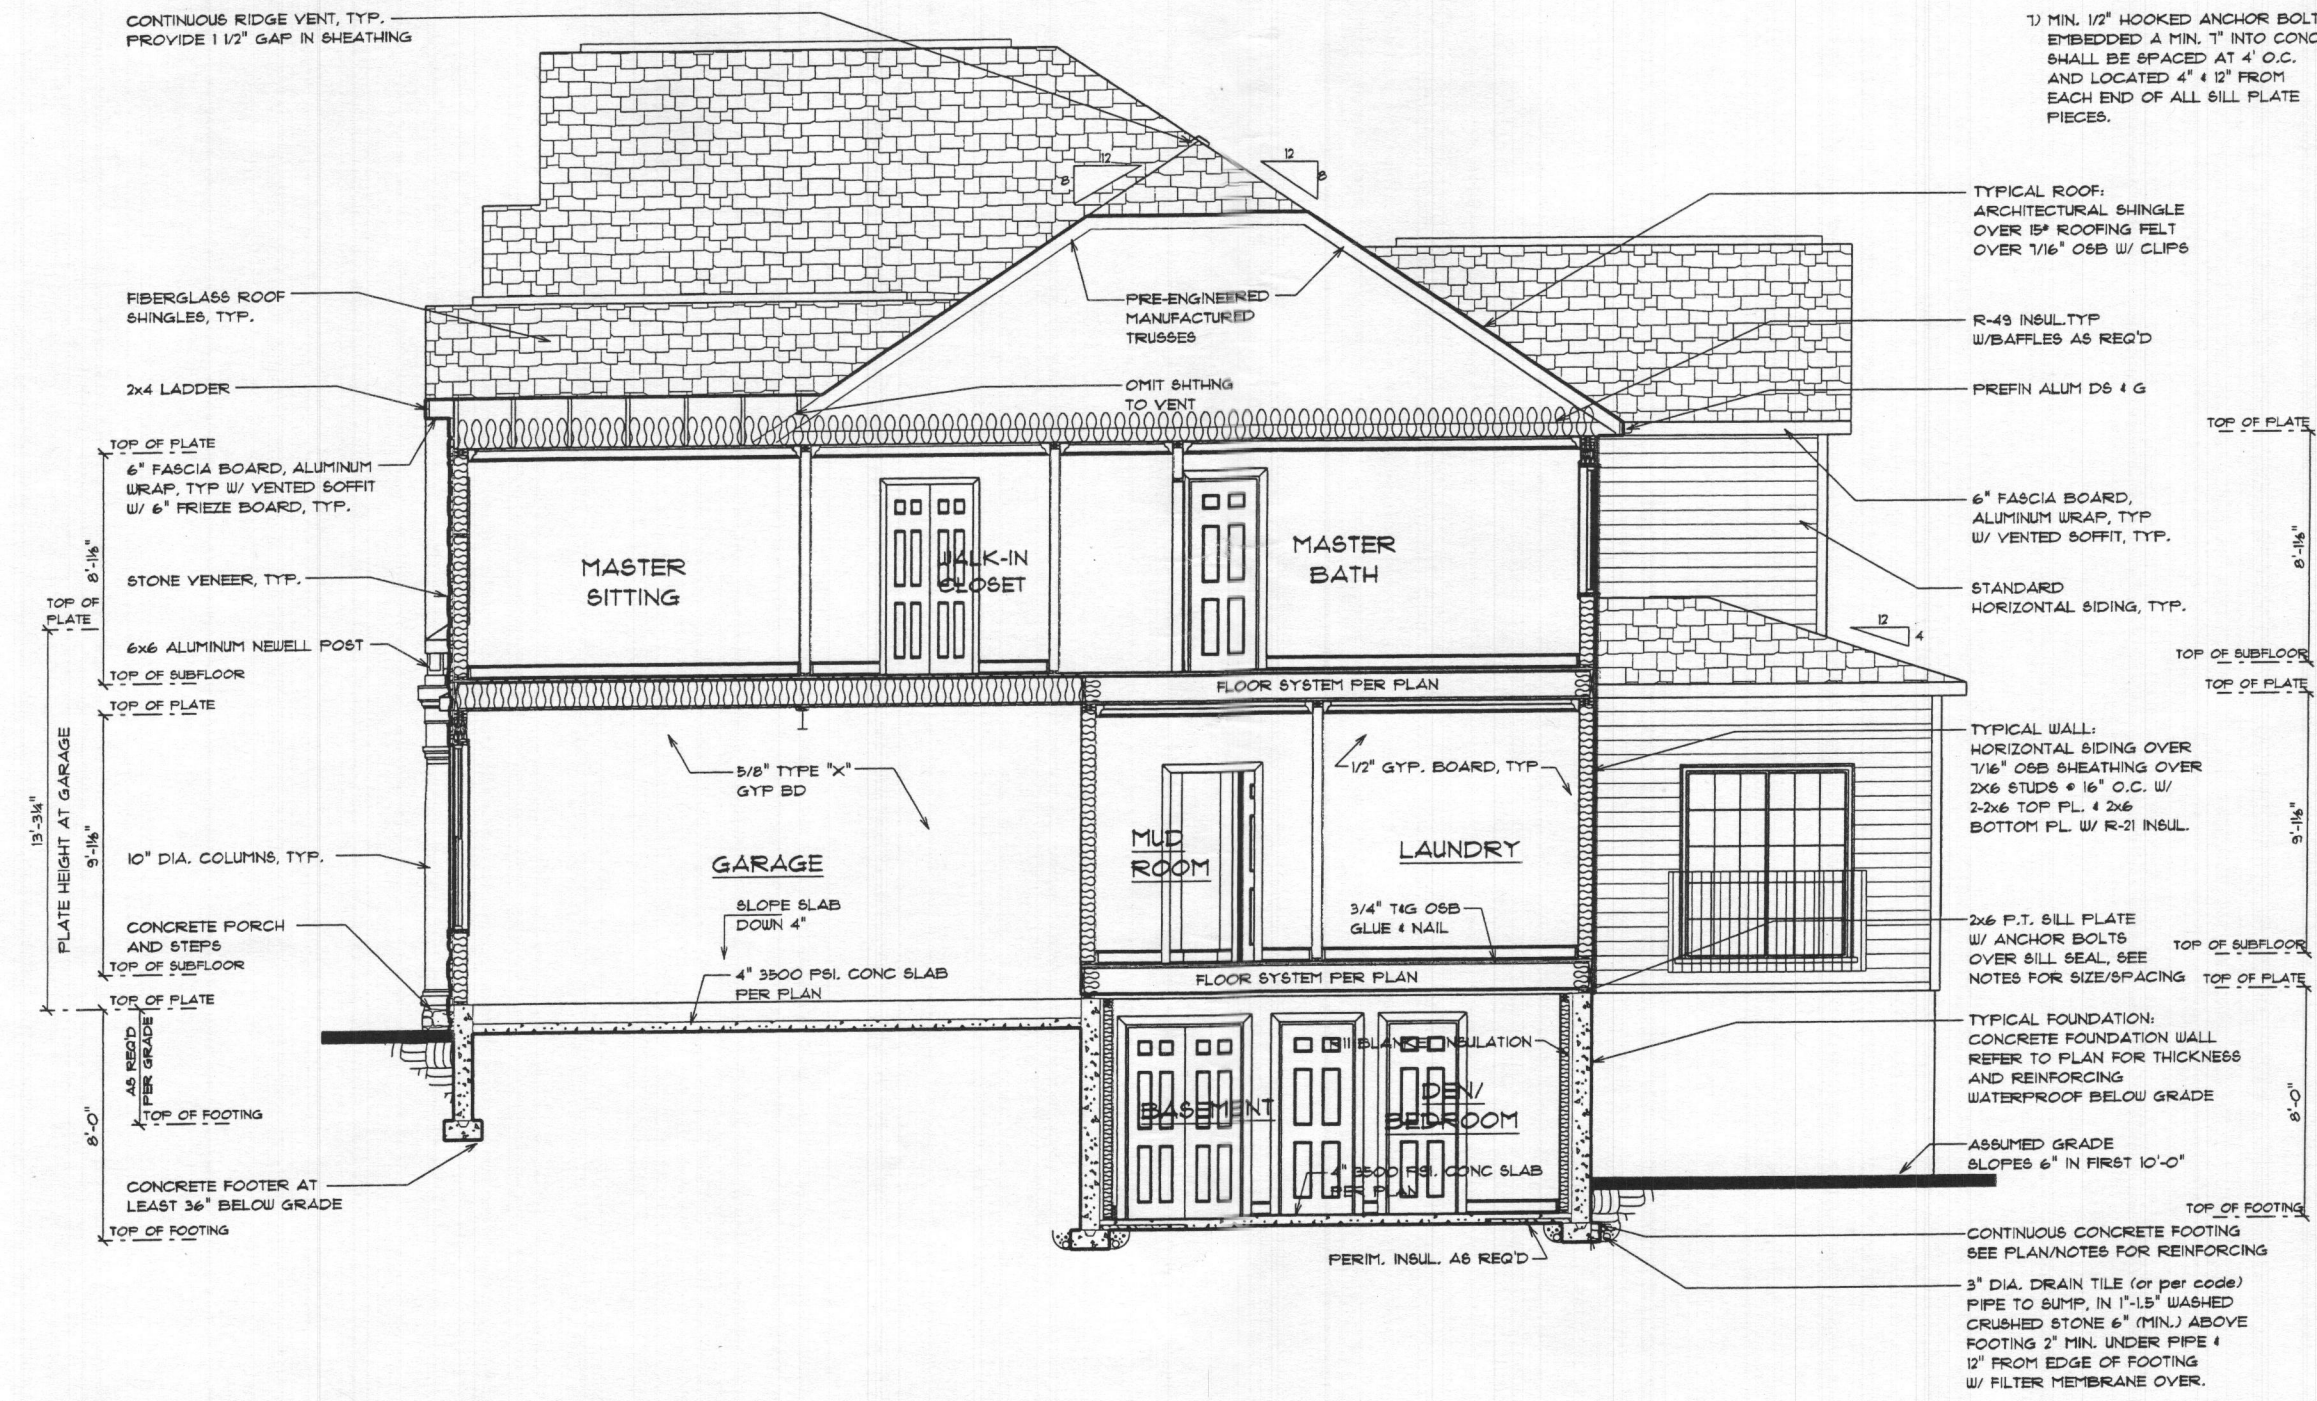 CONTINUOUS RIDGE VENT, TYP.
PROVIDE 1 1/2" GAP IN SHEATHING
7) MIN. 1/2" HOOKED ANCHOR BOLT
EMBEDDED A MIN. 7" INTO CONC
SHALL BE SPACED AT 4' O.C.
AND LOCATED 4" & 12" FROM
EACH END OF ALL SILL PLATE
PIECES.
12
8
12
8
TYPICAL ROOF:
ARCHITECTURAL SHINGLE
OVER 15# ROOFING FELT
OVER 7/16" OSB W/ CLIPS
FIBERGLASS ROOF
SHINGLES, TYP.
PRE-ENGINEERED
MANUFACTURED
TRUSSES
R-49 INSUL.TYP
W/BAFFLES AS REQ'D
2x4 LADDER
OMIT SHTHNG
TO VENT
PREFIN ALUM DS & G
TOP OF PLATE
TOP OF PLATE
6" FASCIA BOARD, ALUMINUM
WRAP, TYP W/ VENTED SOFFIT
W/ 6" FRIEZE BOARD, TYP.
6" FASCIA BOARD,
ALUMINUM WRAP, TYP
W/ VENTED SOFFIT, TYP.
8'-1 1/8"
8'-1 1/8"
STONE VENEER, TYP.
MASTER
SITTING
WALK-IN
CLOSET
MASTER
BATH
STANDARD
HORIZONTAL SIDING, TYP.
TOP OF
PLATE
6x6 ALUMINUM NEWELL POST
12
4
TOP OF SUBFLOOR
TOP OF SUBFLOOR
FLOOR SYSTEM PER PLAN
TOP OF PLATE
TOP OF PLATE
13'-3 1/4"
PLATE HEIGHT AT GARAGE
9'-1 1/8"
9'-1 1/8"
5/8" TYPE "X"
GYP BD
1/2" GYP. BOARD, TYP
TYPICAL WALL:
HORIZONTAL SIDING OVER
7/16" OSB SHEATHING OVER
2X6 STUDS @ 16" O.C. W/
2-2x6 TOP PL. & 2x6
BOTTOM PL. W/ R-21 INSUL.
10" DIA. COLUMNS, TYP.
GARAGE
MUD
ROOM
LAUNDRY
SLOPE SLAB
DOWN 4"
3/4" T&G OSB
GLUE & NAIL
CONCRETE PORCH
AND STEPS
TOP OF SUBFLOOR
2x6 P.T. SILL PLATE
W/ ANCHOR BOLTS
OVER SILL SEAL, SEE
NOTES FOR SIZE/SPACING
TOP OF SUBFLOOR
4" 3500 PSI. CONC SLAB
PER PLAN
FLOOR SYSTEM PER PLAN
TOP OF PLATE
TOP OF PLATE
AS REQ'D
PER GRADE
8'-0"
8'-0"
R11 BLANKET INSULATION
TYPICAL FOUNDATION:
CONCRETE FOUNDATION WALL
REFER TO PLAN FOR THICKNESS
AND REINFORCING
WATERPROOF BELOW GRADE
TOP OF FOOTING
BASEMENT
DEN/
BEDROOM
4" 3500 PSI. CONC SLAB
PER PLAN
ASSUMED GRADE
SLOPES 6" IN FIRST 10'-0"
CONCRETE FOOTER AT
LEAST 36" BELOW GRADE
TOP OF FOOTING
TOP OF FOOTING
PERIM. INSUL. AS REQ'D
CONTINUOUS CONCRETE FOOTING
SEE PLAN/NOTES FOR REINFORCING
3" DIA. DRAIN TILE (or per code)
PIPE TO SUMP, IN 1"-1.5" WASHED
CRUSHED STONE 6" (MIN.) ABOVE
FOOTING 2" MIN. UNDER PIPE &
12" FROM EDGE OF FOOTING
W/ FILTER MEMBRANE OVER.